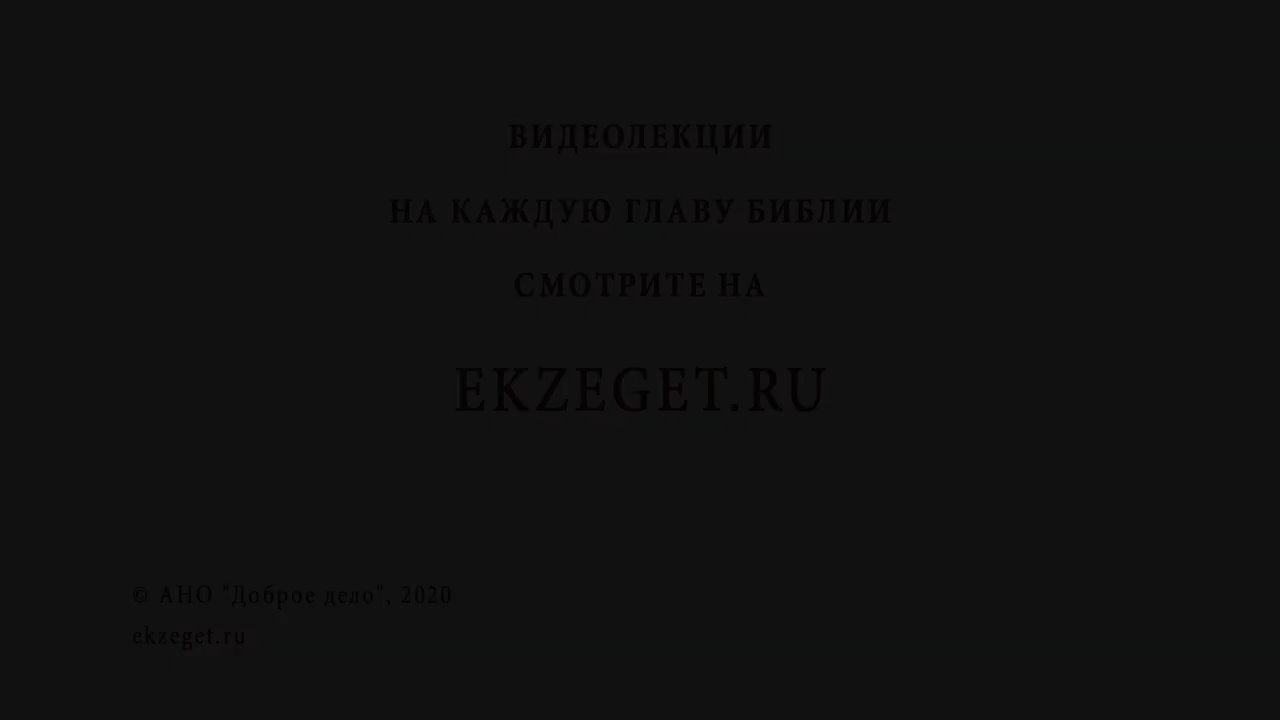 ВИДЕОЛЕКЦИИ
НА КАЖДУЮ ГЛАВУ БИБЛИИ
СМОТРИТЕ НА
EKZEGET.RU
© АНО "Доброе дело", 2020
ekzeget.ru